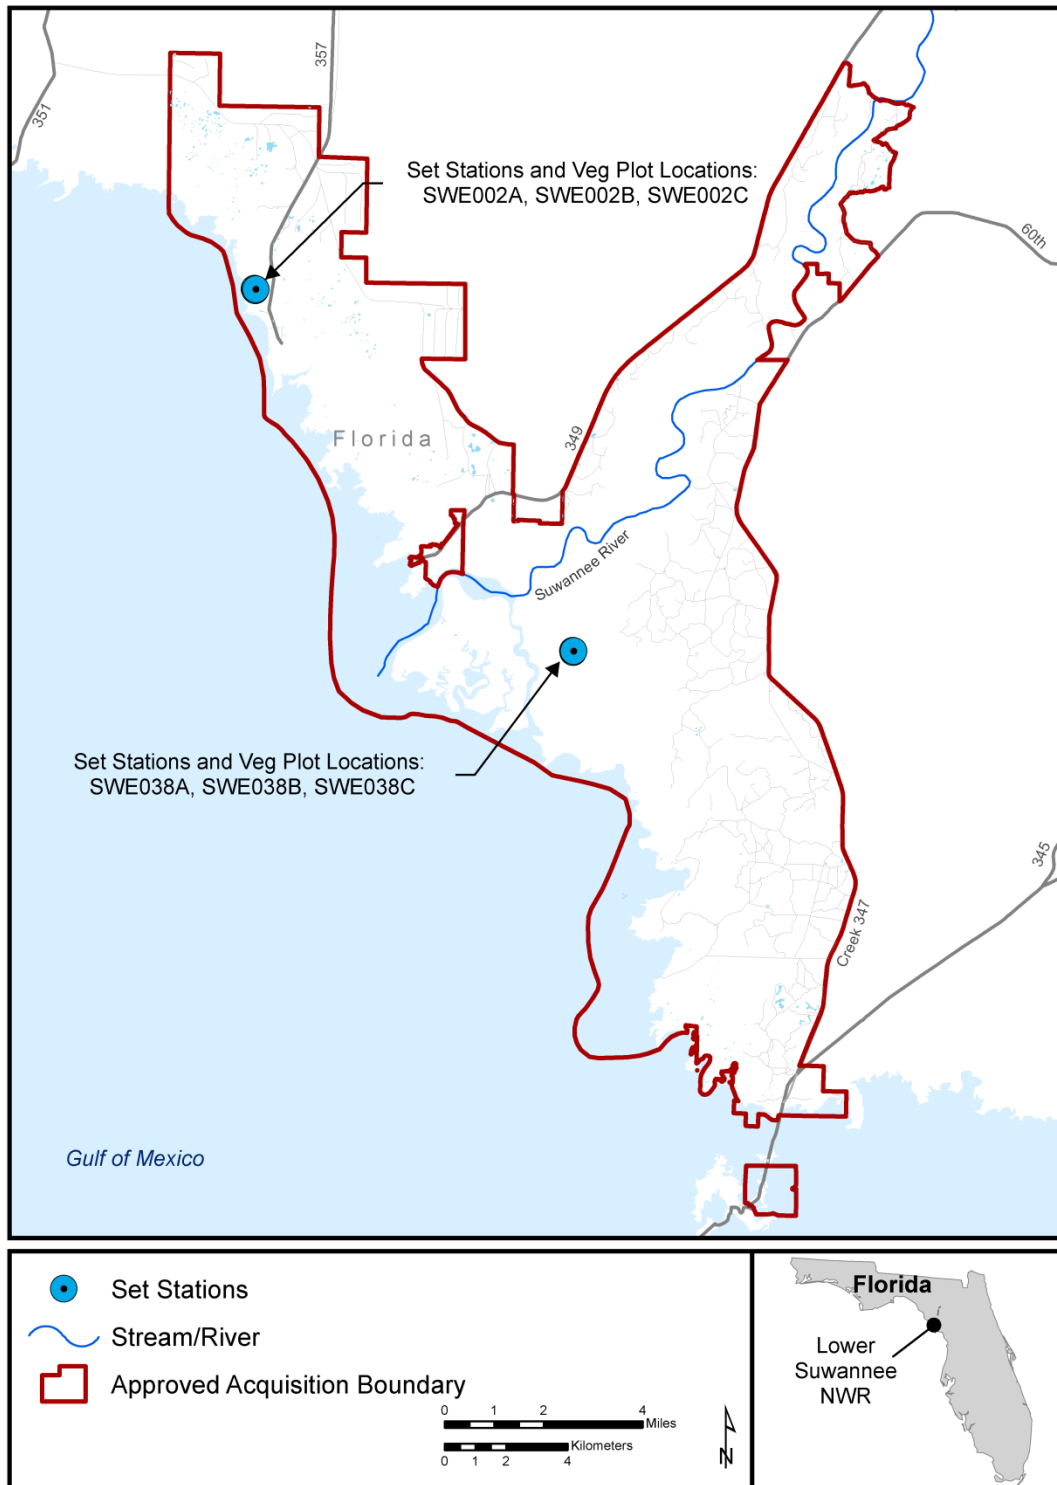 351
357
Set Stations and Veg Plot Locations:
SWE002A, SWE002B, SWE002C
60th
Florida
349
Suwannee River
Set Stations and Veg Plot Locations:
SWE038A, SWE038B, SWE038C
345
Creek 347
Gulf of Mexico
Set Stations
Stream/River
Approved Acquisition Boundary
0 1 2 4
Miles
Kilometers
0 1 2 4
N
Florida
Lower
Suwannee
NWR